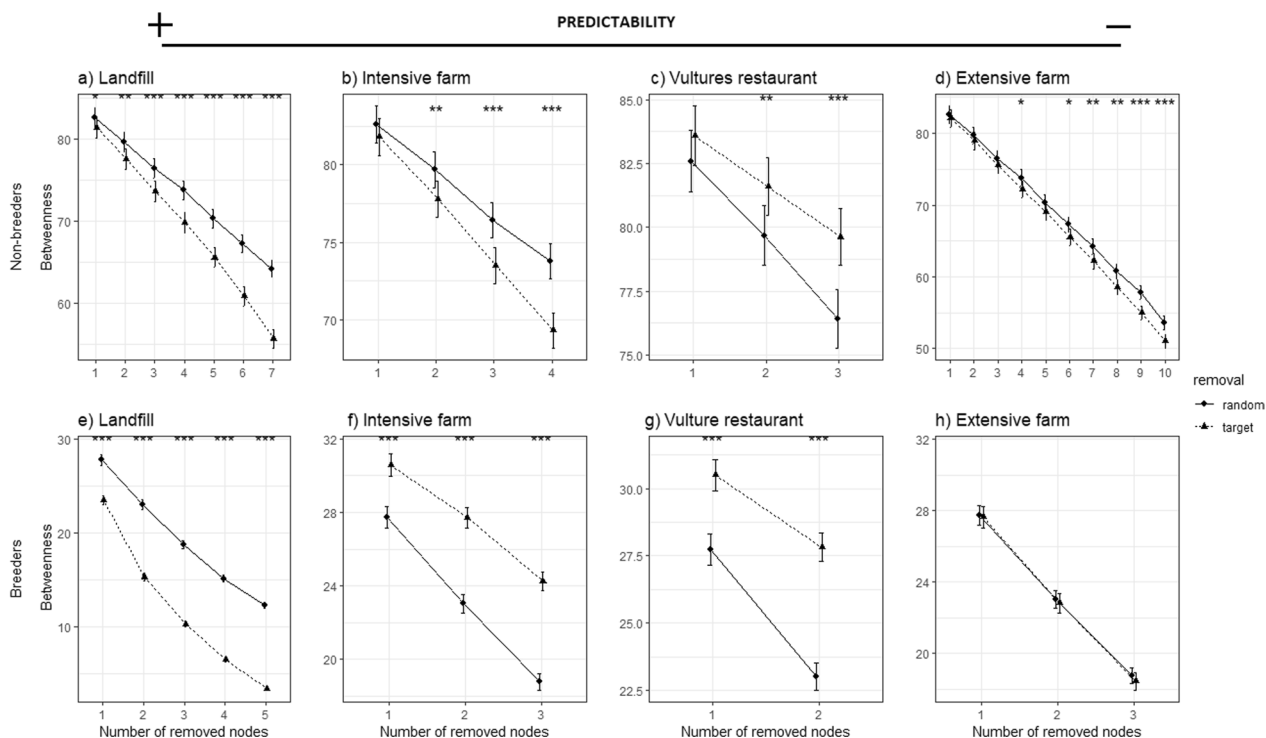 + PREDICTABILITY −
a) Landfill
* ** *** *** *** *** ***
80
70
60
1 2 3 4 5 6 7
b) Intensive farm
** *** ***
80
75
70
1 2 3 4
c) Vultures restaurant
** ***
85.0
82.5
80.0
77.5
75.0
1 2 3
d) Extensive farm
* * ** ** *** ***
80
70
60
50
1 2 3 4 5 6 7 8 9 10
Non-breeders
Betweenness
e) Landfill
*** *** *** *** ***
30
20
10
1 2 3 4 5
Number of removed nodes
f) Intensive farm
*** *** ***
32
28
24
20
1 2 3
Number of removed nodes
g) Vulture restaurant
*** ***
30.0
27.5
25.0
22.5
1 2
Number of removed nodes
h) Extensive farm
32
28
24
20
1 2 3
Number of removed nodes
Breeders
Betweenness
removal
random
target